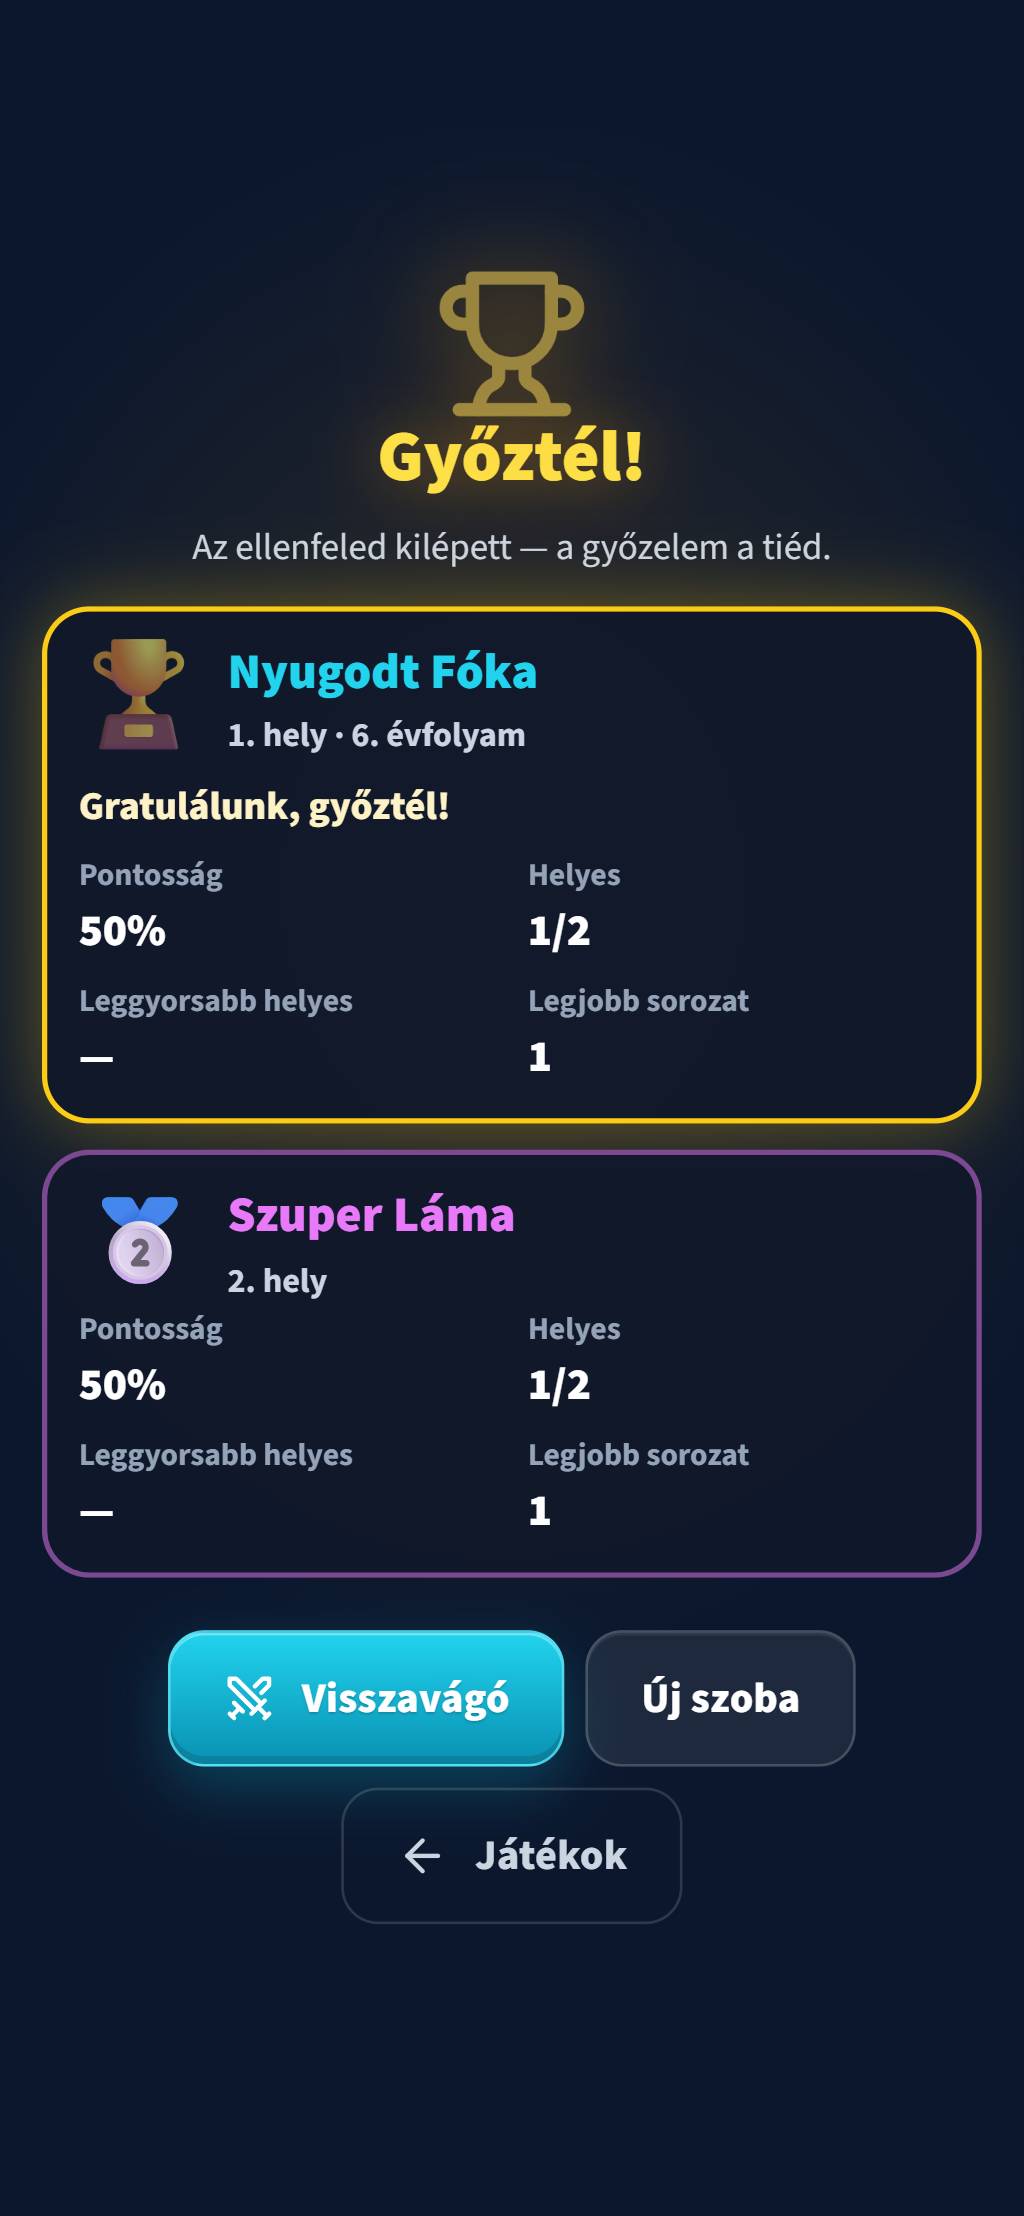 Győztél!
Az ellenfeled kilépett — a győzelem a tiéd.
Nyugodt Fóka
1. hely · 6. évfolyam
Gratulálunk, győztél!
Pontosság
Helyes
50%
1/2
Leggyorsabb helyes
Legjobb sorozat
—
1
Szuper Láma
2
2. hely
Pontosság
Helyes
50%
1/2
Leggyorsabb helyes
Legjobb sorozat
—
1
Visszavágó
Új szoba
Játékok